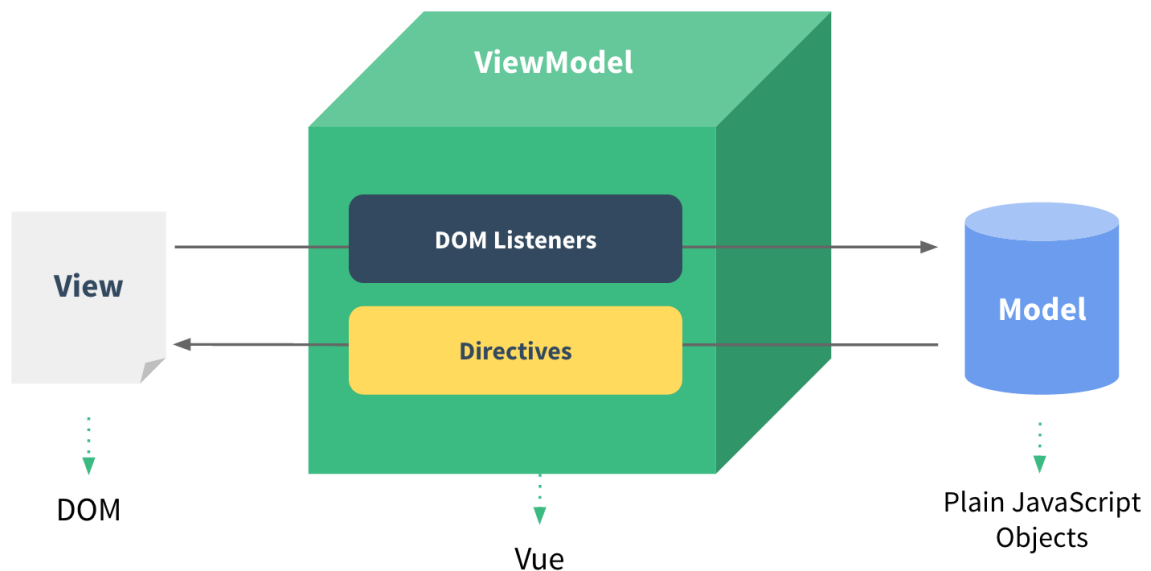 ViewModel
DOM Listeners
View
Model
Directives
DOM
Plain JavaScript
Objects
Vue